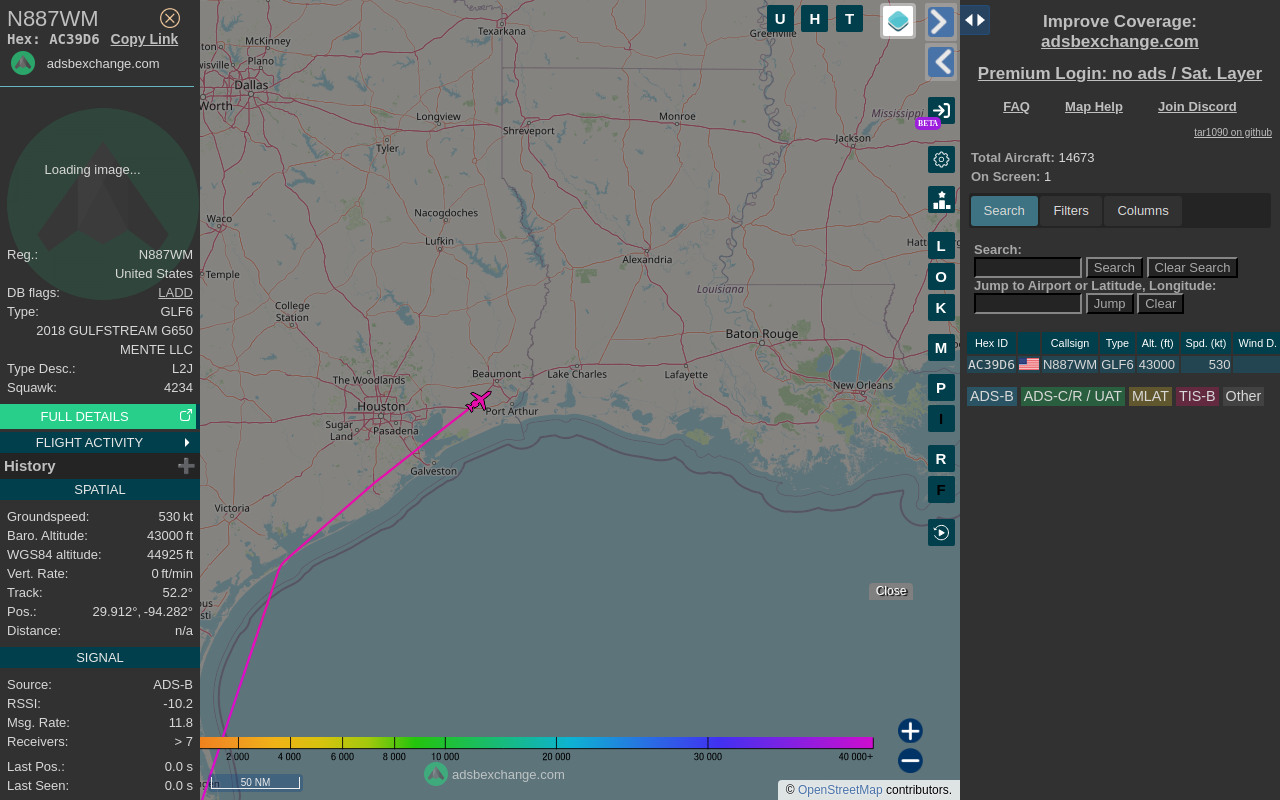 N887WM
Hex: AC39D6 Copy Link
adsbexchange.com
Loading image...
Reg.: N887WM
United States
DB flags: LADD
Type: GLF6
2018 GULFSTREAM G650
MENTE LLC
Type Desc.: L2J
Squawk: 4234
FULL DETAILS
FLIGHT ACTIVITY
History
SPATIAL
Groundspeed: 530 kt
Baro. Altitude: 43000 ft
WGS84 altitude: 44925 ft
Vert. Rate: 0 ft/min
Track: 52.2°
Pos.: 29.912°, -94.282°
Distance: n/a
SIGNAL
Source: ADS-B
RSSI: -10.2
Msg. Rate: 11.8
Receivers: > 7
Last Pos.: 0.0 s
Last Seen: 0.0 s
U H T
Texarkana
Greenville
McKinney
Plano
Dallas
Worth
Longview
Monroe
Mississippi
Shreveport
Jackson
Tyler
BETA
Waco
Nacogdoches
Lufkin
Alexandria
Temple
Louisiana
College
Station
Baton Rouge
Beaumont
Lake Charles
Lafayette
The Woodlands
New Orleans
Houston
Port Arthur
Sugar
Land
Pasadena
Galveston
Victoria
L
O
K
M
P
I
R
F
Close
2 000 4 000 6 000 8 000 10 000 20 000 30 000 40 000+
50 NM
adsbexchange.com
© OpenStreetMap contributors.
Improve Coverage:
adsbexchange.com
Premium Login: no ads / Sat. Layer
FAQ Map Help Join Discord
tar1090 on github
Total Aircraft: 14673
On Screen: 1
Search Filters Columns
Search:
Search Clear Search
Jump to Airport or Latitude, Longitude:
Jump Clear
Hex ID Callsign Type Alt. (ft) Spd. (kt) Wind D.
AC39D6 N887WM GLF6 43000 530
ADS-B ADS-C/R / UAT MLAT TIS-B Other